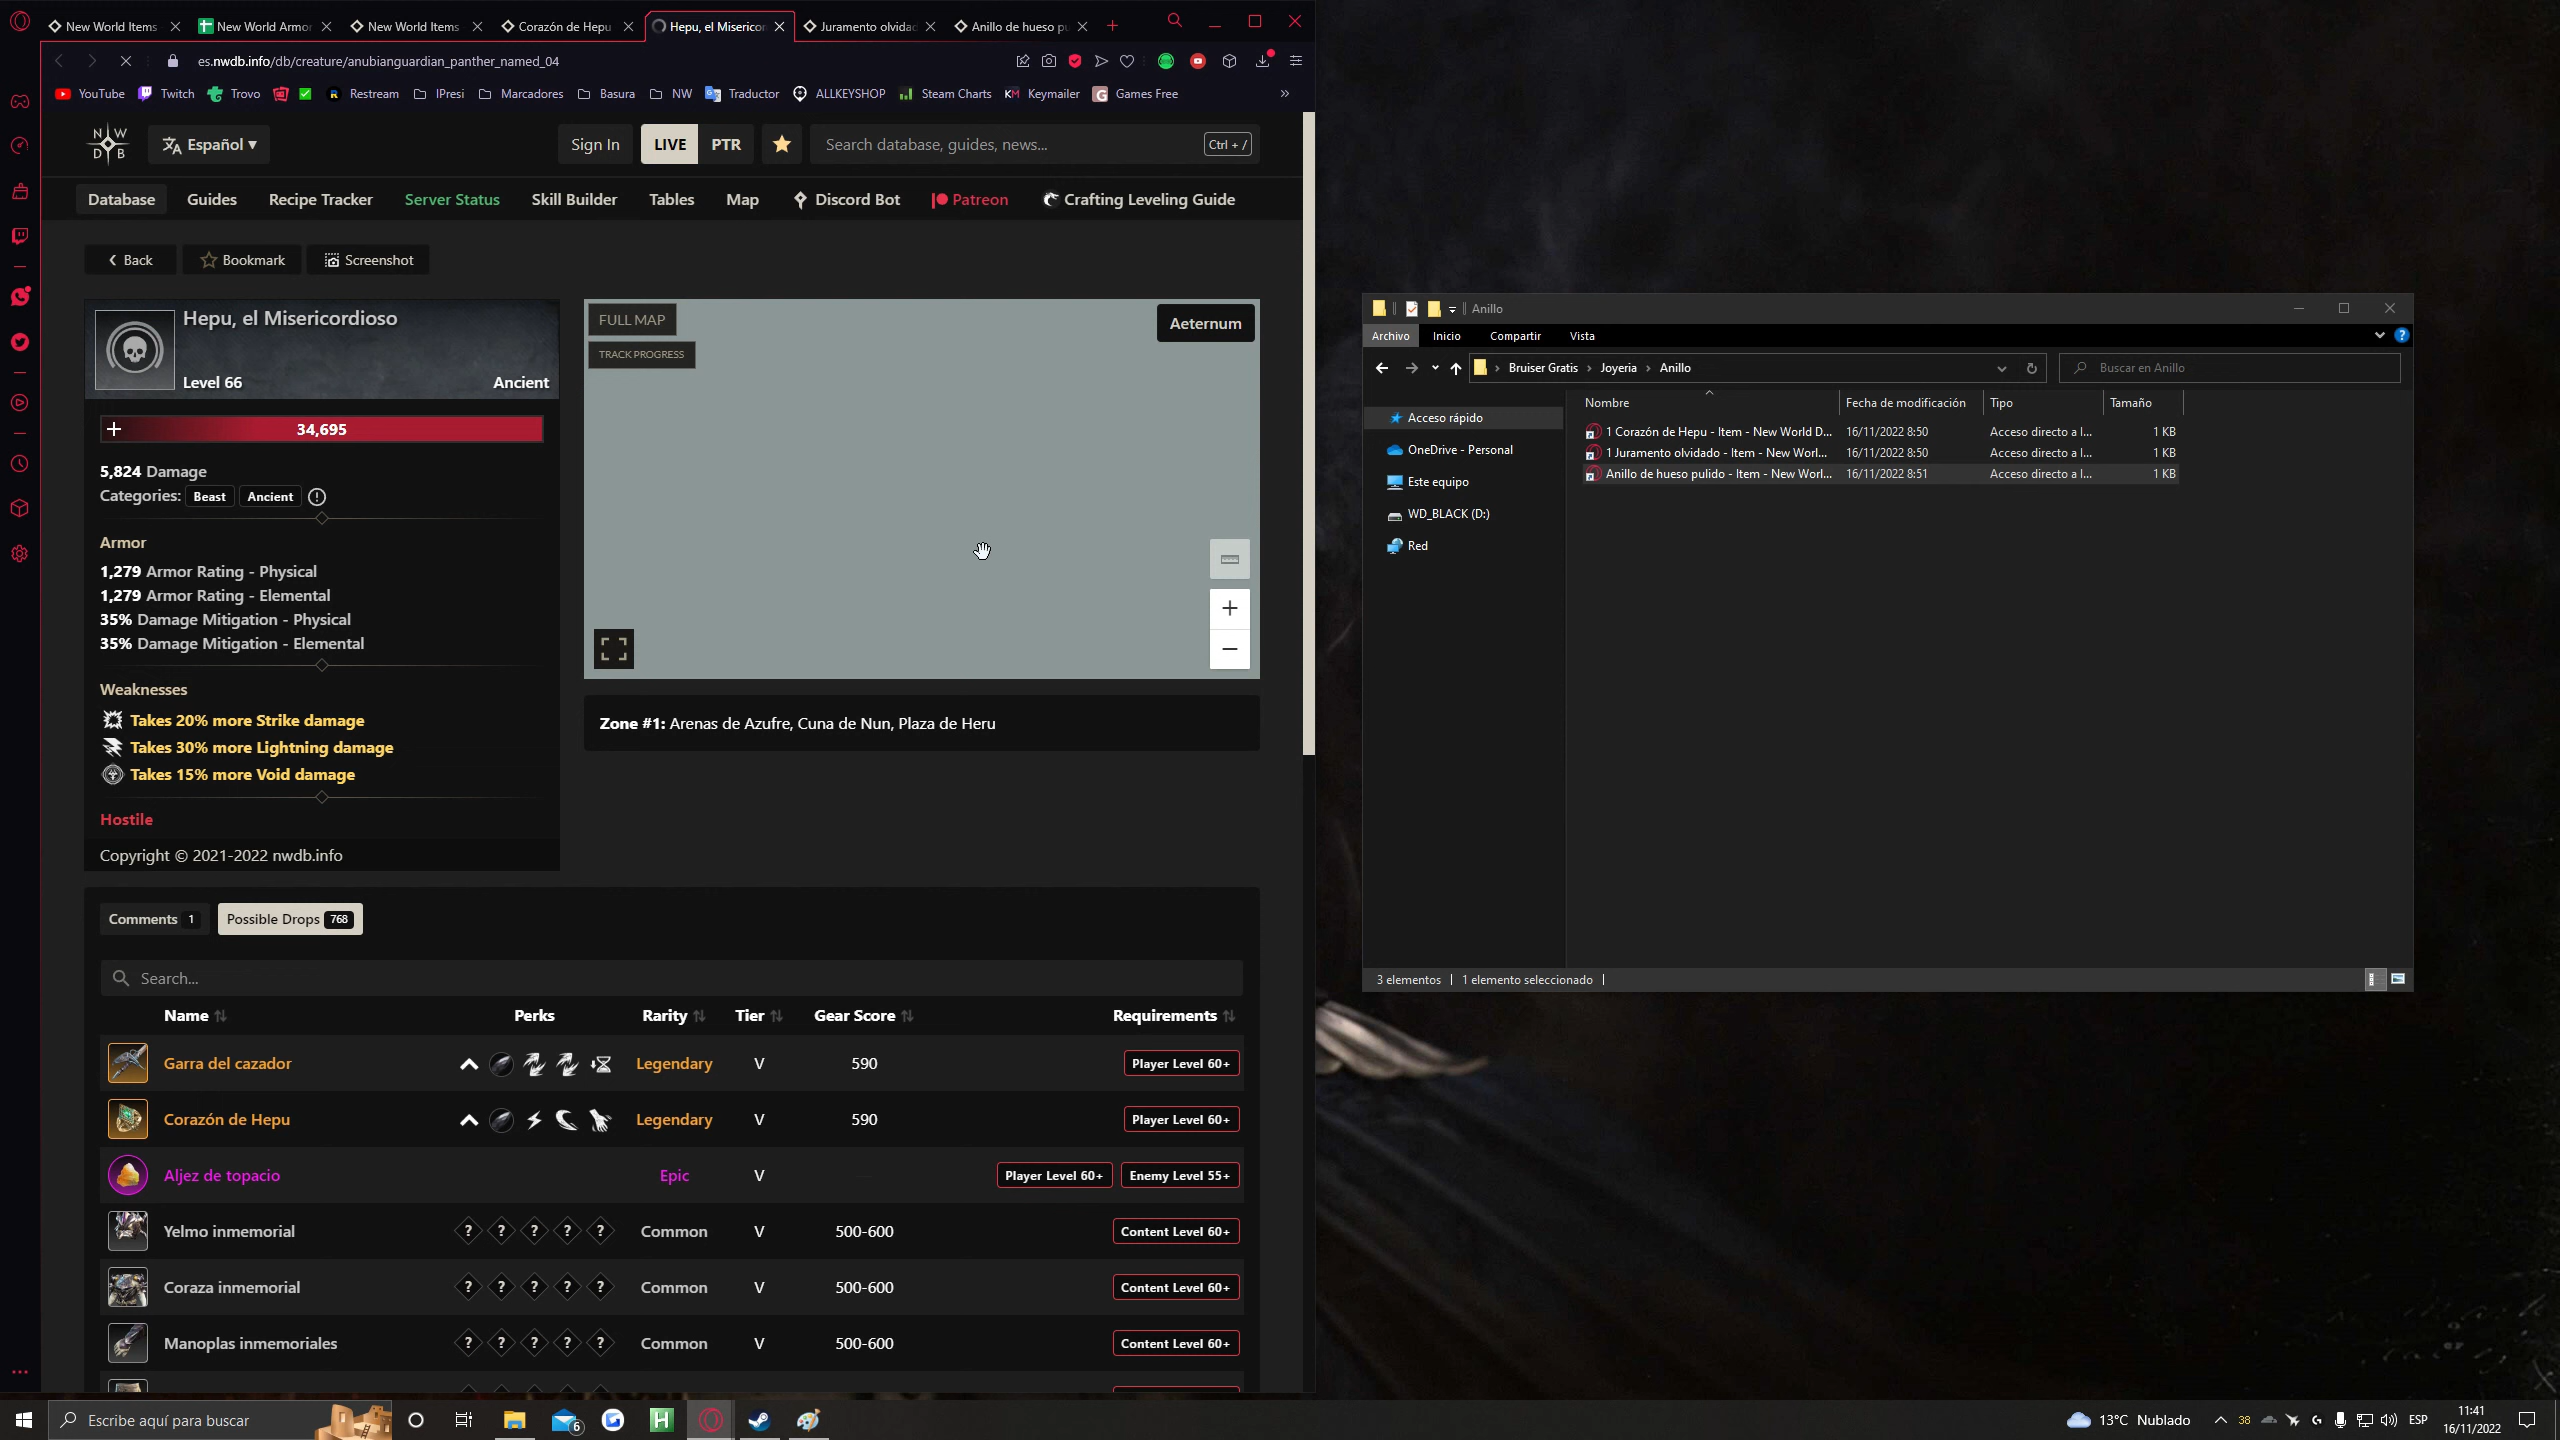 New World Items
New World Armor
New World Items
Corazón de Hepu
Hepu, el Misericor
Juramento olvidad
Anillo de hueso pu
es.nwdb.info/db/creature/anubianguardian_panther_named_04
YouTube
Twitch
Trovo
Restream
IPresi
Marcadores
Basura
NW
Traductor
ALLKEYSHOP
Steam Charts
KM Keymailer
Games Free
N W D B
Español ▾
Sign In
LIVE
PTR
Search database, guides, news...
Ctrl + /
Database
Guides
Recipe Tracker
Server Status
Skill Builder
Tables
Map
Discord Bot
Patreon
Crafting Leveling Guide
Back
Bookmark
Screenshot
Hepu, el Misericordioso
Level 66
Ancient
34,695
5,824 Damage
Categories: Beast Ancient
Armor
1,279 Armor Rating - Physical
1,279 Armor Rating - Elemental
35% Damage Mitigation - Physical
35% Damage Mitigation - Elemental
Weaknesses
Takes 20% more Strike damage
Takes 30% more Lightning damage
Takes 15% more Void damage
Hostile
Copyright © 2021-2022 nwdb.info
FULL MAP
TRACK PROGRESS
Aeternum
+
−
Zone #1: Arenas de Azufre, Cuna de Nun, Plaza de Heru
Comments 1
Possible Drops 768
Search...
Name Perks Rarity Tier Gear Score Requirements
Garra del cazador Legendary V 590 Player Level 60+
Corazón de Hepu Legendary V 590 Player Level 60+
Aljez de topacio Epic V Player Level 60+ Enemy Level 55+
Yelmo inmemorial ? ? ? ? ? Common V 500-600 Content Level 60+
Coraza inmemorial ? ? ? ? ? Common V 500-600 Content Level 60+
Manoplas inmemoriales ? ? ? ? ? Common V 500-600 Content Level 60+
Anillo
Archivo
Inicio
Compartir
Vista
Bruiser Gratis › Joyeria › Anillo
Buscar en Anillo
Acceso rápido
OneDrive - Personal
Este equipo
WD_BLACK (D:)
Red
Nombre Fecha de modificación Tipo Tamaño
1 Corazón de Hepu - Item - New World D... 16/11/2022 8:50 Acceso directo a I... 1 KB
1 Juramento olvidado - Item - New Worl... 16/11/2022 8:50 Acceso directo a I... 1 KB
Anillo de hueso pulido - Item - New Worl... 16/11/2022 8:51 Acceso directo a I... 1 KB
3 elementos
1 elemento seleccionado
Escribe aquí para buscar
6
H
13°C Nublado
38
ESP
11:41
16/11/2022